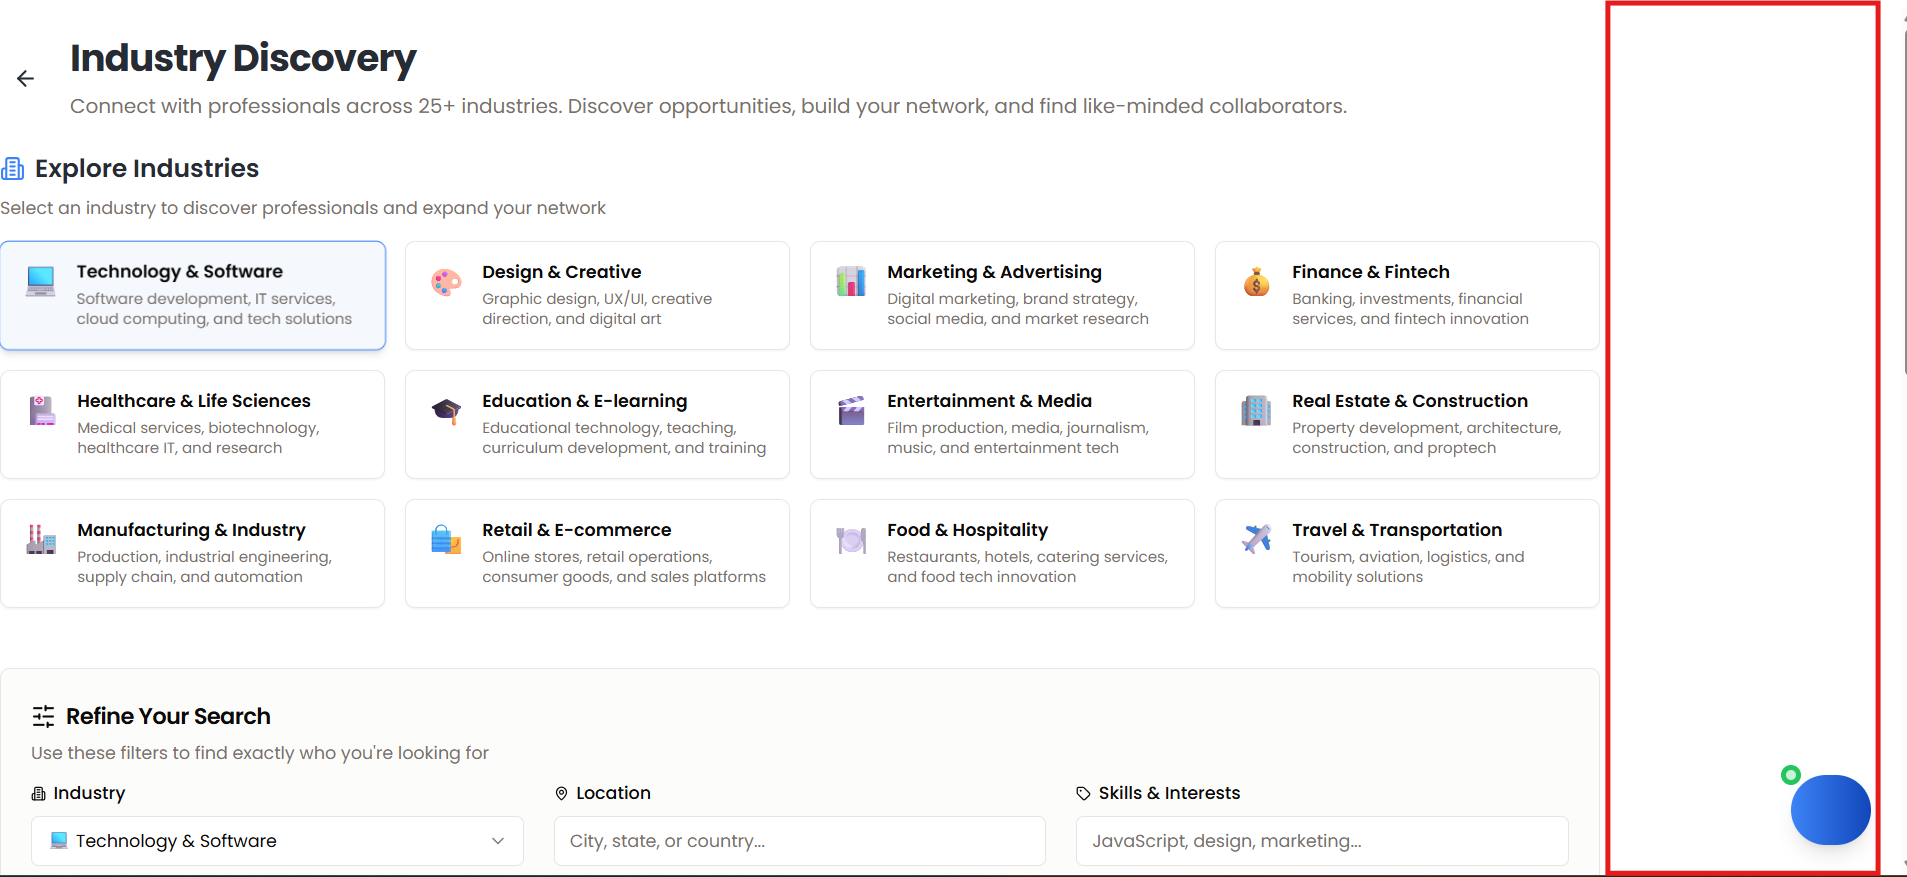 Industry Discovery
Connect with professionals across 25+ industries. Discover opportunities, build your network, and find like-minded collaborators.
Explore Industries
Select an industry to discover professionals and expand your network
Technology & Software
Software development, IT services,
cloud computing, and tech solutions
Design & Creative
Graphic design, UX/UI, creative
direction, and digital art
Marketing & Advertising
Digital marketing, brand strategy,
social media, and market research
Finance & Fintech
Banking, investments, financial
services, and fintech innovation
Healthcare & Life Sciences
Medical services, biotechnology,
healthcare IT, and research
Education & E-learning
Educational technology, teaching,
curriculum development, and training
Entertainment & Media
Film production, media, journalism,
music, and entertainment tech
Real Estate & Construction
Property development, architecture,
construction, and proptech
Manufacturing & Industry
Production, industrial engineering,
supply chain, and automation
Retail & E-commerce
Online stores, retail operations,
consumer goods, and sales platforms
Food & Hospitality
Restaurants, hotels, catering services,
and food tech innovation
Travel & Transportation
Tourism, aviation, logistics, and
mobility solutions
Refine Your Search
Use these filters to find exactly who you're looking for
Industry
Technology & Software
Location
City, state, or country...
Skills & Interests
JavaScript, design, marketing...